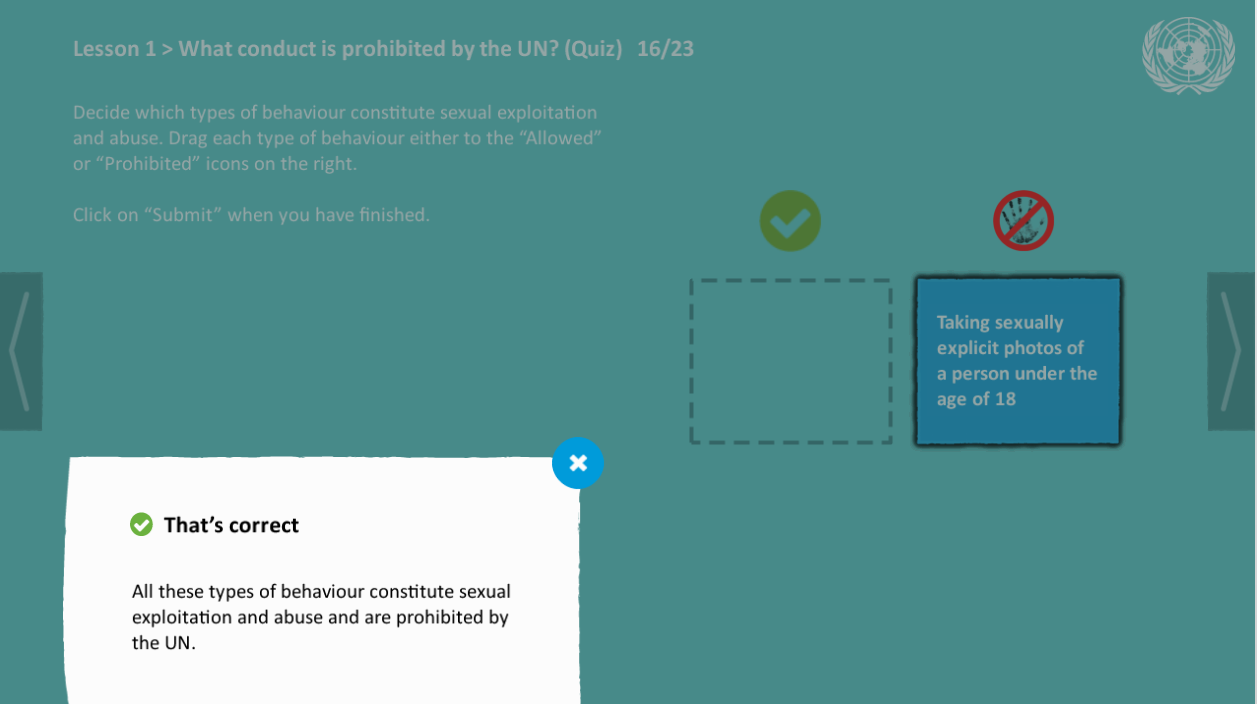 Lesson 1 > What conduct is prohibited by the UN? (Quiz) 16/23
Decide which types of behaviour constitute sexual exploitation
and abuse. Drag each type of behaviour either to the “Allowed”
or “Prohibited” icons on the right.
Click on “Submit” when you have finished.
Taking sexually
explicit photos of
a person under the
age of 18
That’s correct
All these types of behaviour constitute sexual
exploitation and abuse and are prohibited by
the UN.